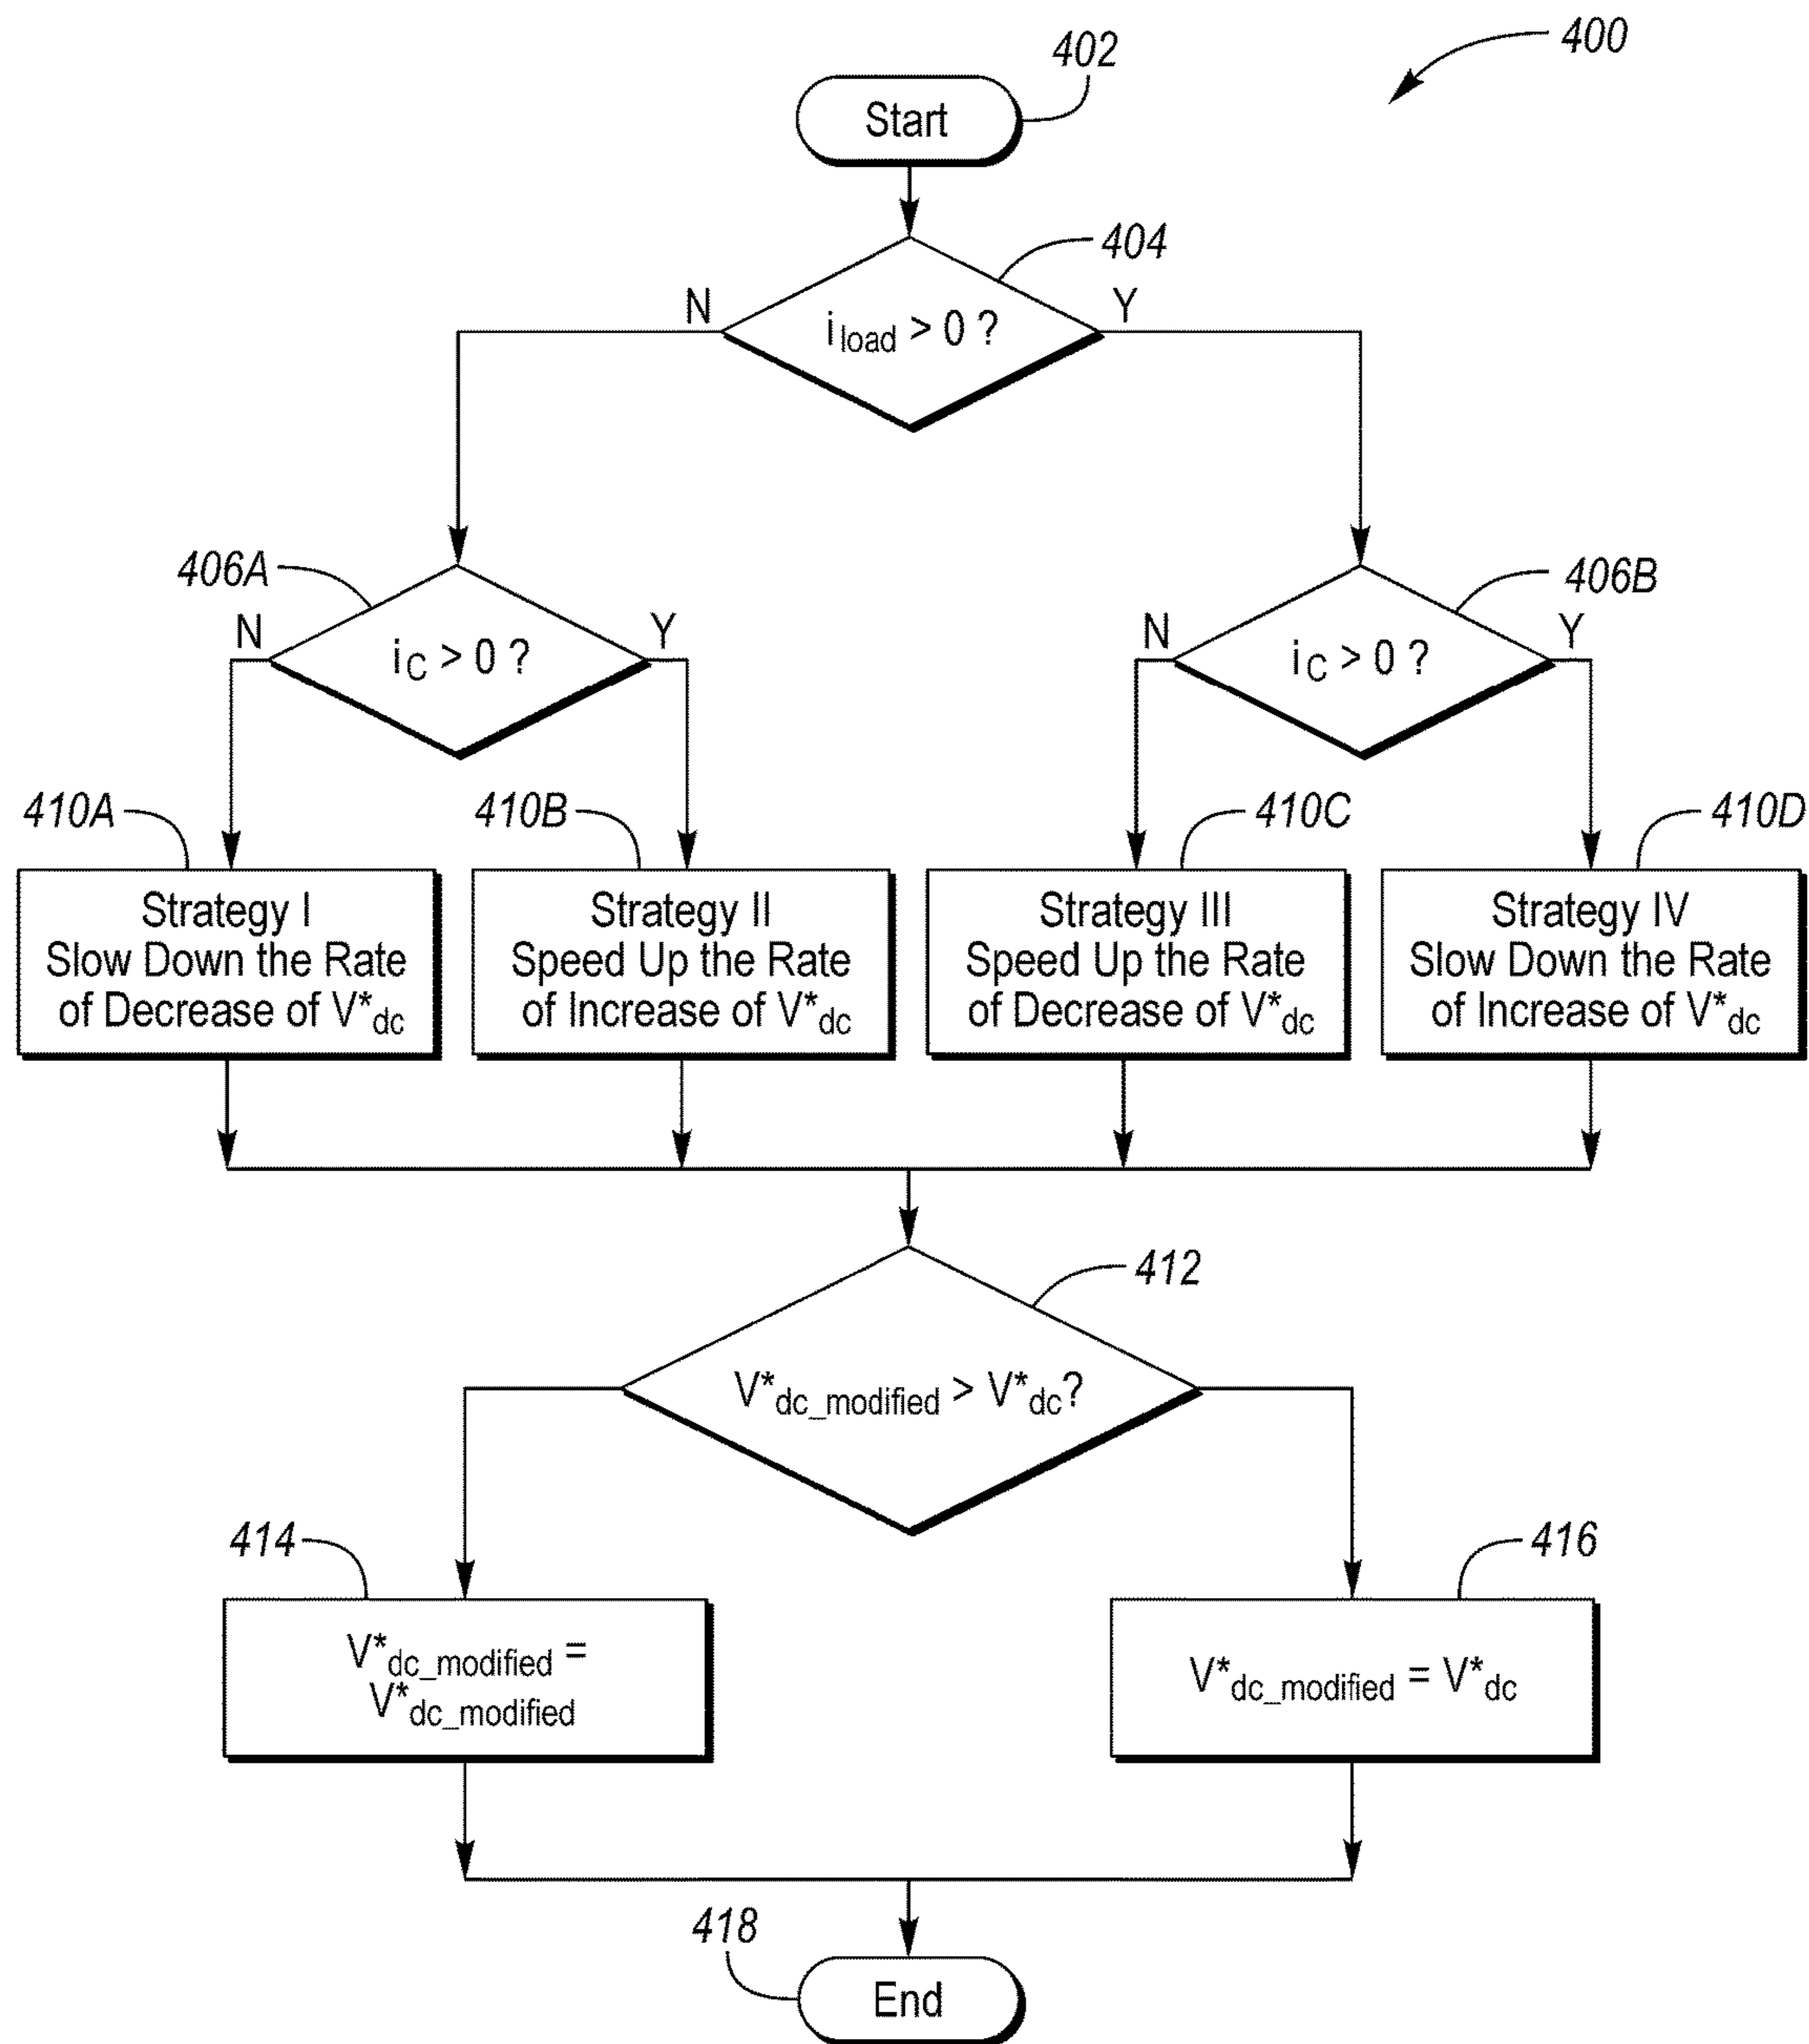 400
402
Start
404
N
Y
i_load > 0 ?
406A
406B
N
Y
N
Y
i_C > 0 ?
i_C > 0 ?
410A
410B
410C
410D
Strategy I
Slow Down the Rate
of Decrease of V*_dc
Strategy II
Speed Up the Rate
of Increase of V*_dc
Strategy III
Speed Up the Rate
of Decrease of V*_dc
Strategy IV
Slow Down the Rate
of Increase of V*_dc
412
V*_dc_modified > V*_dc?
414
416
V*_dc_modified =
V*_dc_modified
V*_dc_modified = V*_dc
418
End